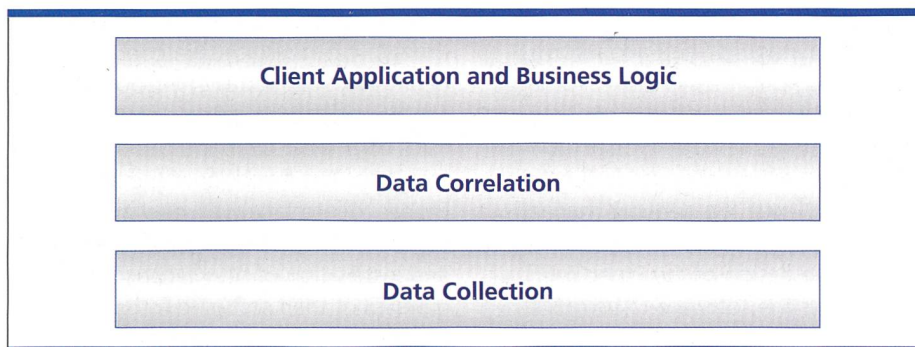 Client Application and Business Logic
Data Correlation
Data Collection